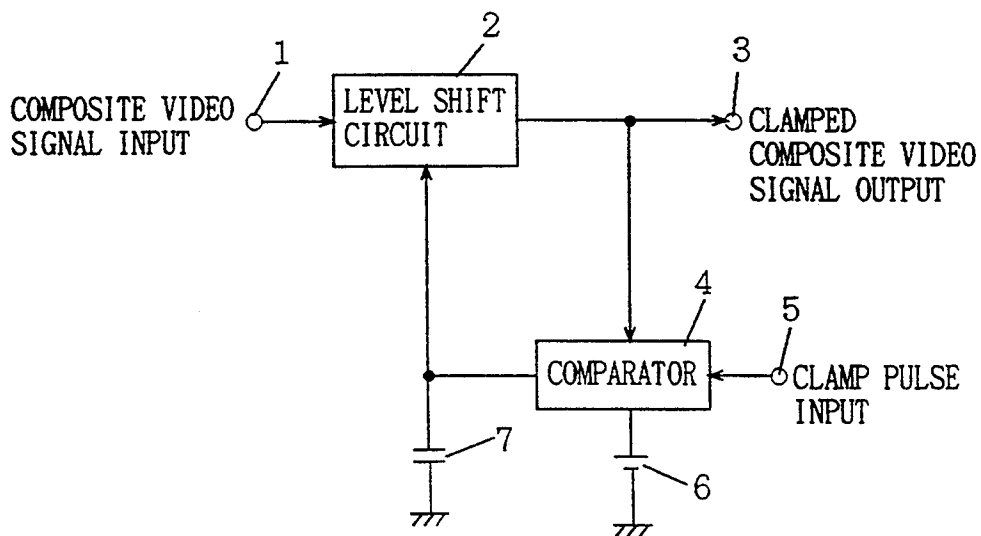 1
2
3
COMPOSITE VIDEO
SIGNAL INPUT
LEVEL SHIFT
CIRCUIT
CLAMPED
COMPOSITE VIDEO
SIGNAL OUTPUT
4
5
COMPARATOR
CLAMP PULSE
INPUT
7
6